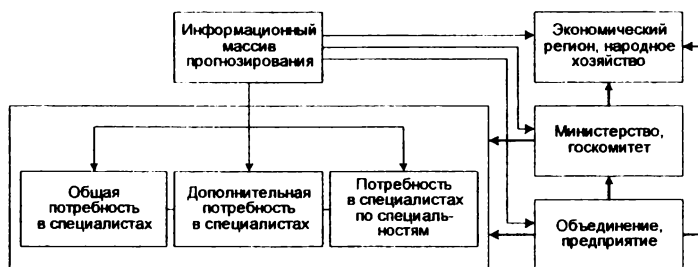 Информационный
массив
прогнозирования
Экономический
регион, народное
хозяйство
Министерство,
госкомитет
Общая
потребность
в специалистах
Дополнительная
потребность
в специалистах
Потребность
в специалистах
по специаль-
ностям
Объединение,
предприятие